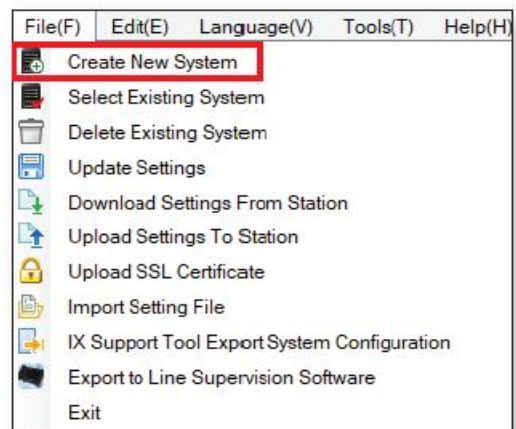 File(F) Edit(E) Language(V) Tools(T) Help(H)
Create New System
Select Existing System
Delete Existing System
Update Settings
Download Settings From Station
Upload Settings To Station
Upload SSL Certificate
Import Setting File
IX Support Tool Export System Configuration
Export to Line Supervision Software
Exit